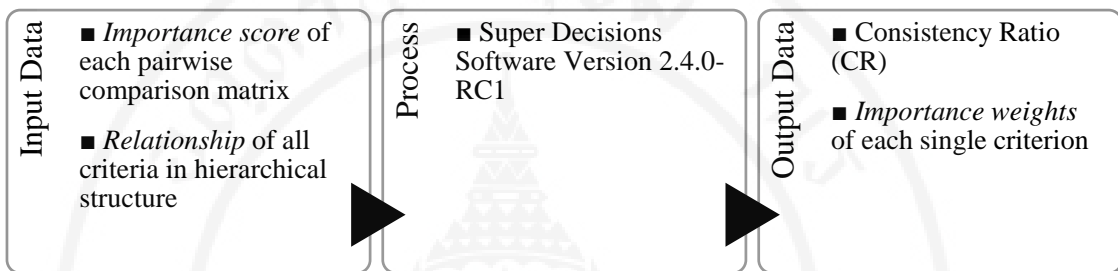 Input Data
■ Importance score of
each pairwise
comparison matrix
■ Relationship of all
criteria in hierarchical
structure
Process
■ Super Decisions
Software Version 2.4.0-
RC1
Output Data
■ Consistency Ratio
(CR)
■ Importance weights
of each single criterion